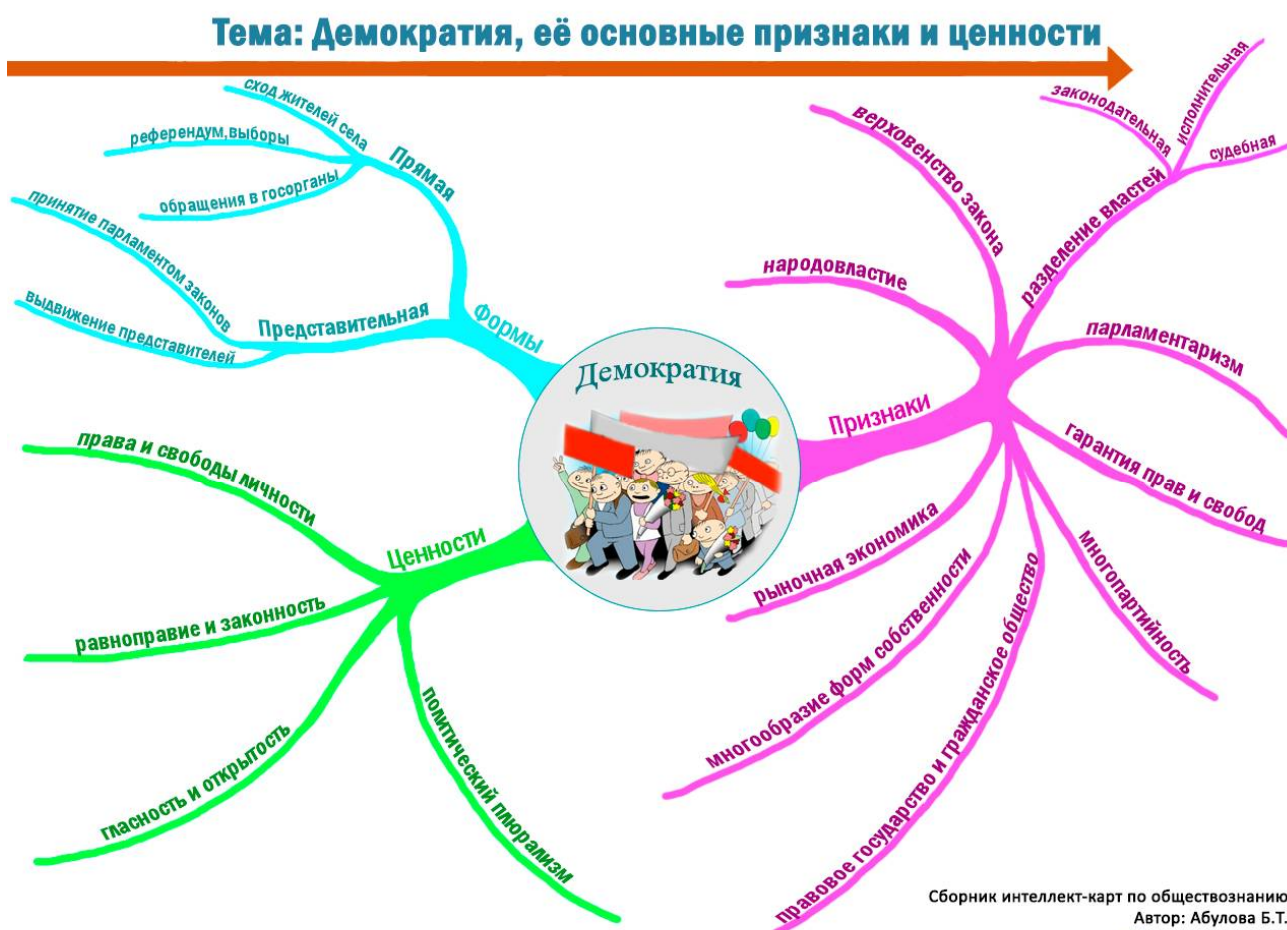 Тема: Демократия, её основные признаки и ценности
сход жителей села
референдум,выборы
обращения в госорганы
Прямая
принятие парламентом законов
выдвижение представителей
Представительная
Формы
Демократия
права и свободы личности
равноправие и законность
гласность и открытость
политический плюрализм
Ценности
Признаки
верховенство закона
народовластие
разделение властей
законодательная
исполнительная
судебная
парламентаризм
гарантия прав и свобод
многопартийность
правовое государство и гражданское общество
многообразие форм собственности
рыночная экономика
Сборник интеллект-карт по обществознанию
Автор: Абулова Б.Т.